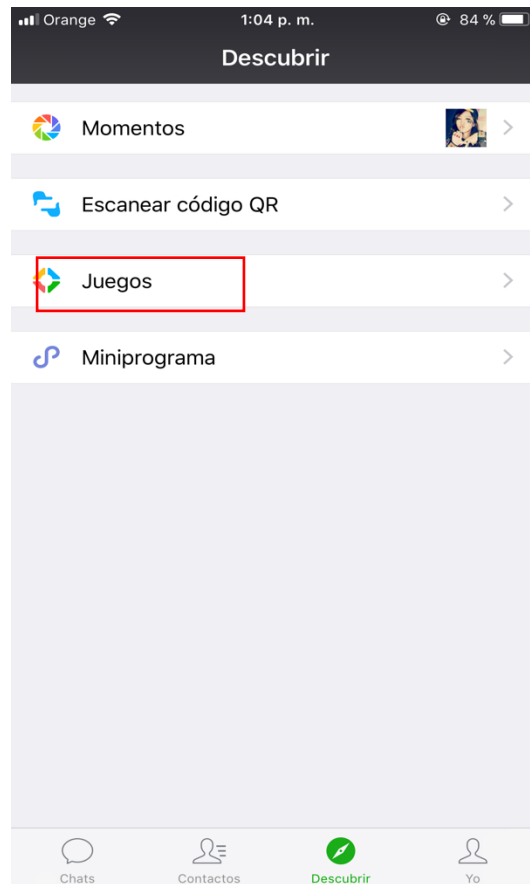 Orange 1:04 p. m. 84 %
Descubrir
Momentos
Escanear código QR
Juegos
Miniprograma
Chats Contactos Descubrir Yo